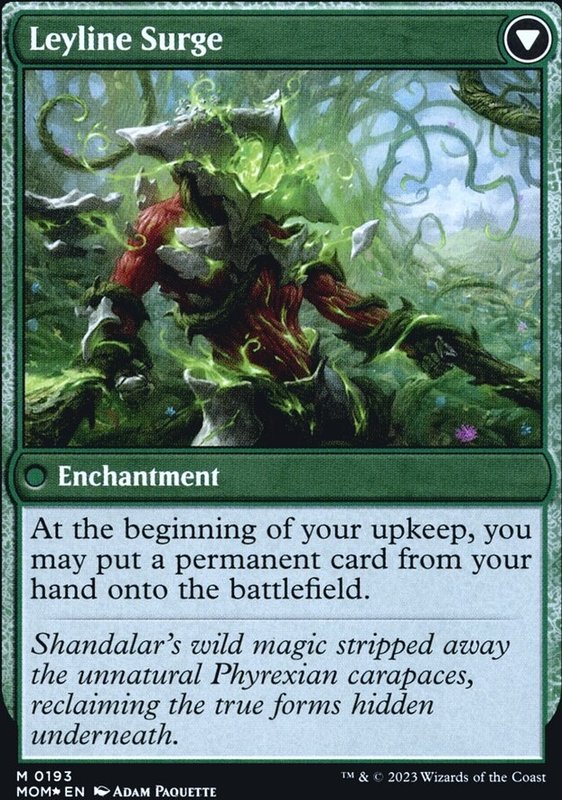 Leyline Surge
Enchantment
At the beginning of your upkeep, you
may put a permanent card from your
hand onto the battlefield.
Shandalar's wild magic stripped away
the unnatural Phyrexian carapaces,
reclaiming the true forms hidden
underneath.
M 0193
MOM★EN Adam Paquette
™ & © 2023 Wizards of the Coast